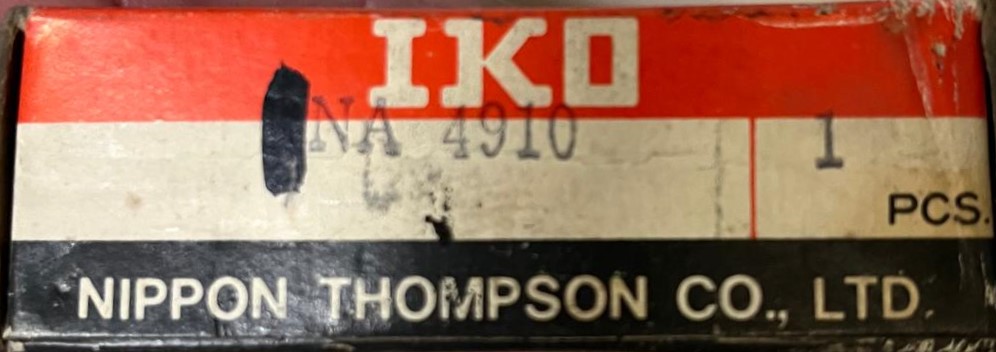 IKO
NA 4910 1
PCS.
NIPPON THOMPSON CO., LTD.